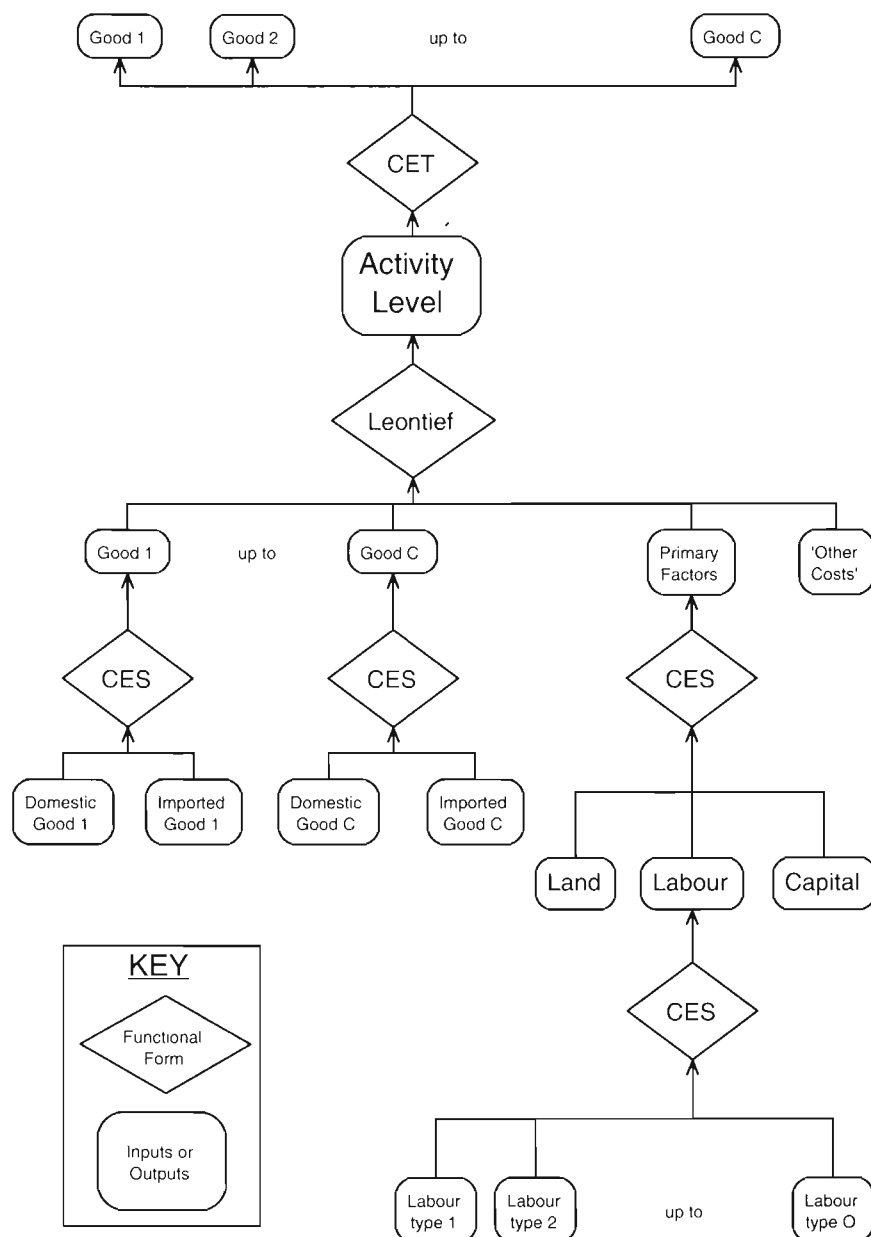 Good 1 Good 2 up to Good C
CET
Activity
Level
Leontief
Good 1 up to Good C Primary
Factors 'Other
Costs'
CES CES CES
Domestic
Good 1 Imported
Good 1 Domestic
Good C Imported
Good C
Land Labour Capital
CES
Labour
type 1 Labour
type 2 up to Labour
type O
KEY
Functional
Form
Inputs or
Outputs